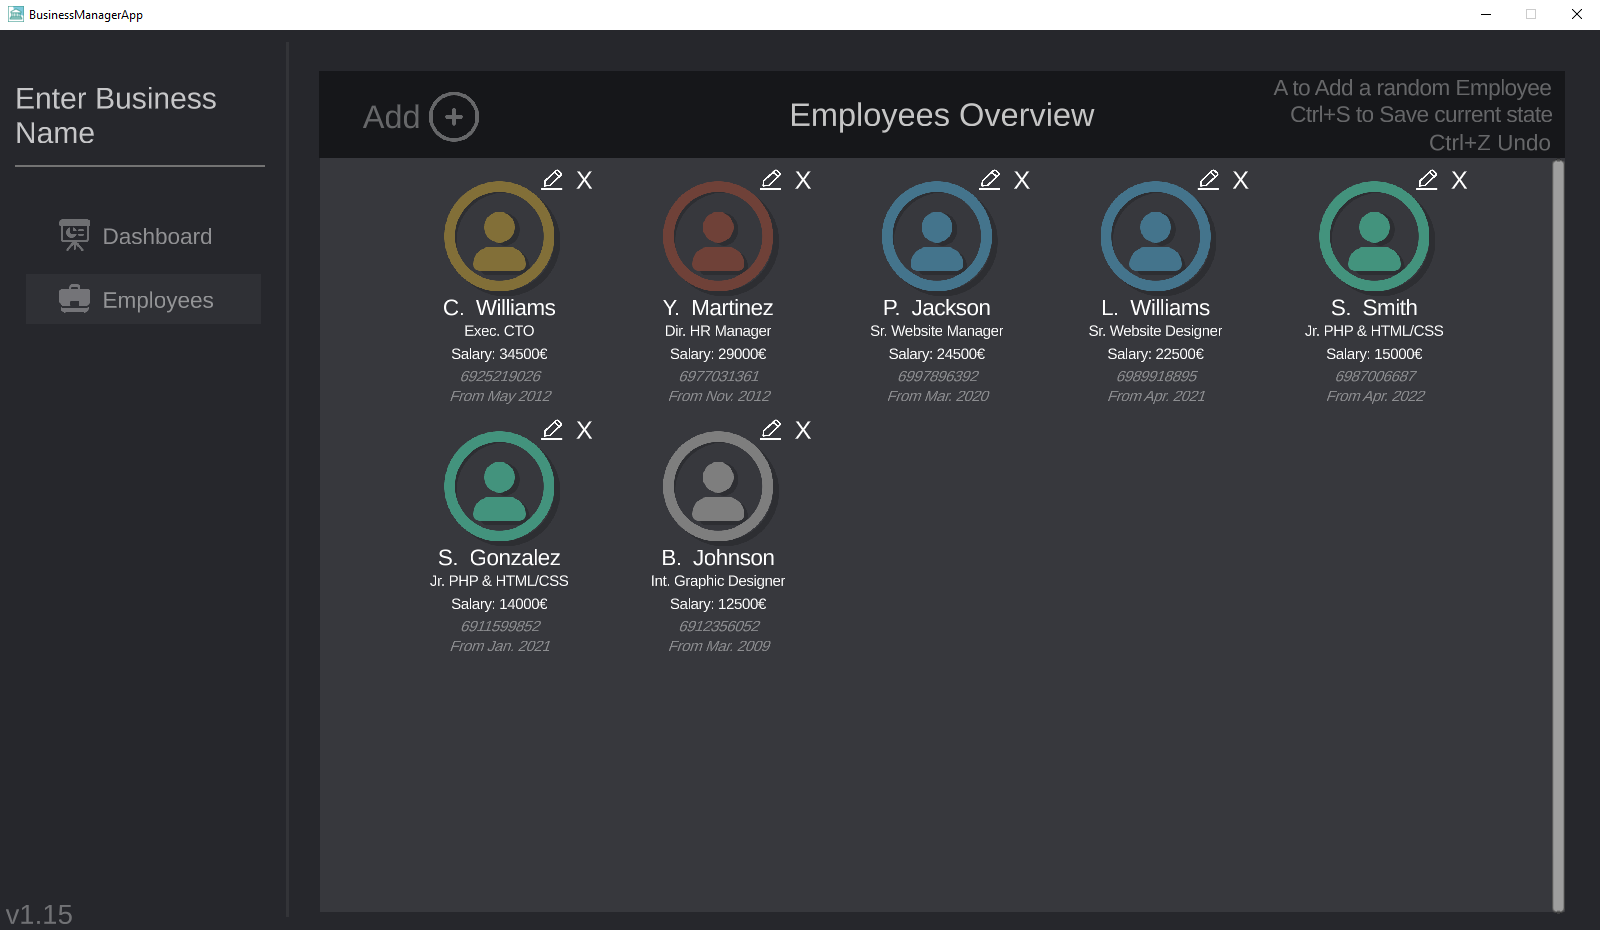 BusinessManagerApp
Enter Business
Name
Dashboard
Employees
v1.15
Add
Employees Overview
A to Add a random Employee
Ctrl+S to Save current state
Ctrl+Z Undo
X
C. Williams
Exec. CTO
Salary: 34500€
6925219026
From May 2012
X
Y. Martinez
Dir. HR Manager
Salary: 29000€
6977031361
From Nov. 2012
X
P. Jackson
Sr. Website Manager
Salary: 24500€
6997896392
From Mar. 2020
X
L. Williams
Sr. Website Designer
Salary: 22500€
6989918895
From Apr. 2021
X
S. Smith
Jr. PHP & HTML/CSS
Salary: 15000€
6987006687
From Apr. 2022
X
S. Gonzalez
Jr. PHP & HTML/CSS
Salary: 14000€
6911599852
From Jan. 2021
X
B. Johnson
Int. Graphic Designer
Salary: 12500€
6912356052
From Mar. 2009